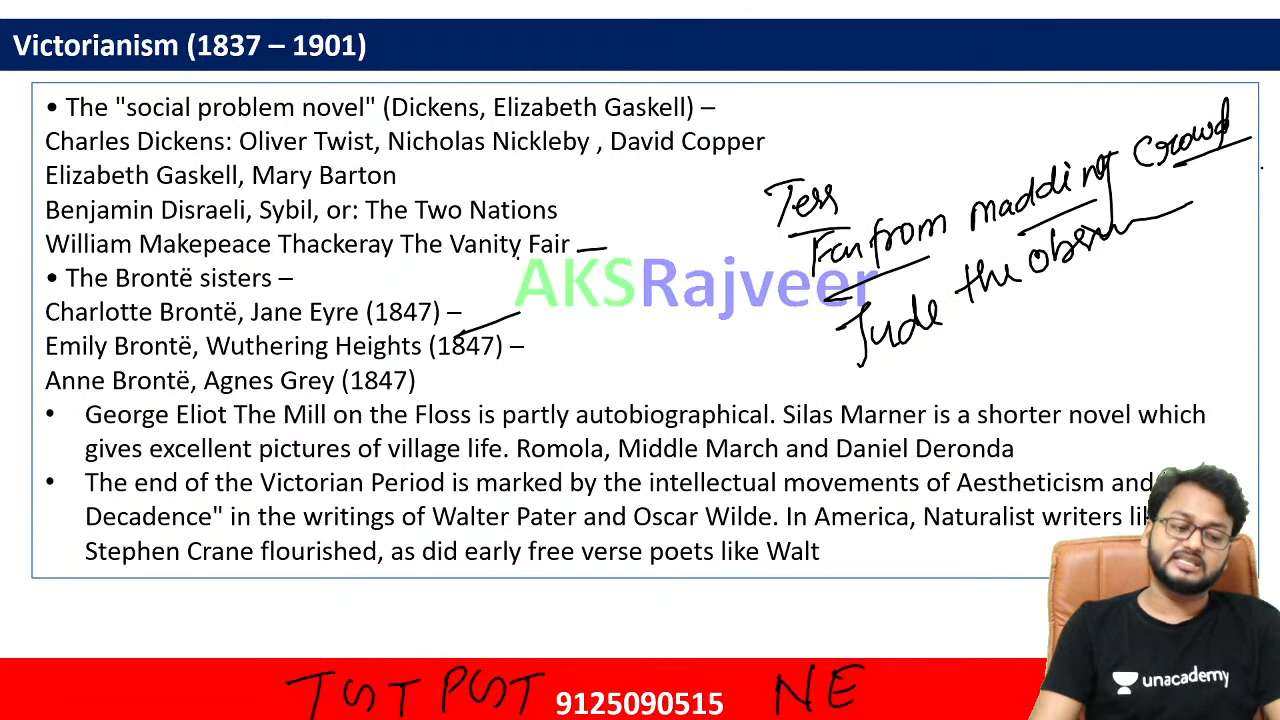 Victorianism (1837 – 1901)
• The "social problem novel" (Dickens, Elizabeth Gaskell) –
Charles Dickens: Oliver Twist, Nicholas Nickleby , David Copper
Elizabeth Gaskell, Mary Barton
Benjamin Disraeli, Sybil, or: The Two Nations
William Makepeace Thackeray The Vanity Fair
• The Brontë sisters –
Charlotte Brontë, Jane Eyre (1847) –
Emily Brontë, Wuthering Heights (1847) –
Anne Brontë, Agnes Grey (1847)
• George Eliot The Mill on the Floss is partly autobiographical. Silas Marner is a shorter novel which
gives excellent pictures of village life. Romola, Middle March and Daniel Deronda
• The end of the Victorian Period is marked by the intellectual movements of Aestheticism and
Decadence" in the writings of Walter Pater and Oscar Wilde. In America, Naturalist writers
Stephen Crane flourished, as did early free verse poets like Walt
Tess
Far from madding Crowd
Jude the
AKSRajveer
TGT PGT 9125090515 NE
unacademy